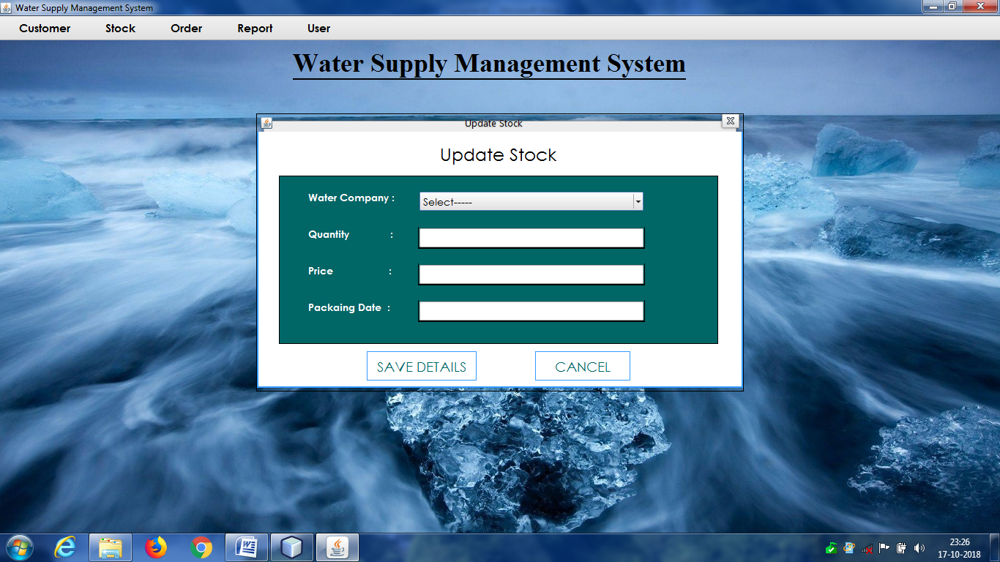 Water Supply Management System
Customer Stock Order Report User
Water Supply Management System
Update Stock
Update Stock
Water Company :
Select-----
Quantity :
Price :
Packaing Date :
SAVE DETAILS CANCEL
23:26
17-10-2018